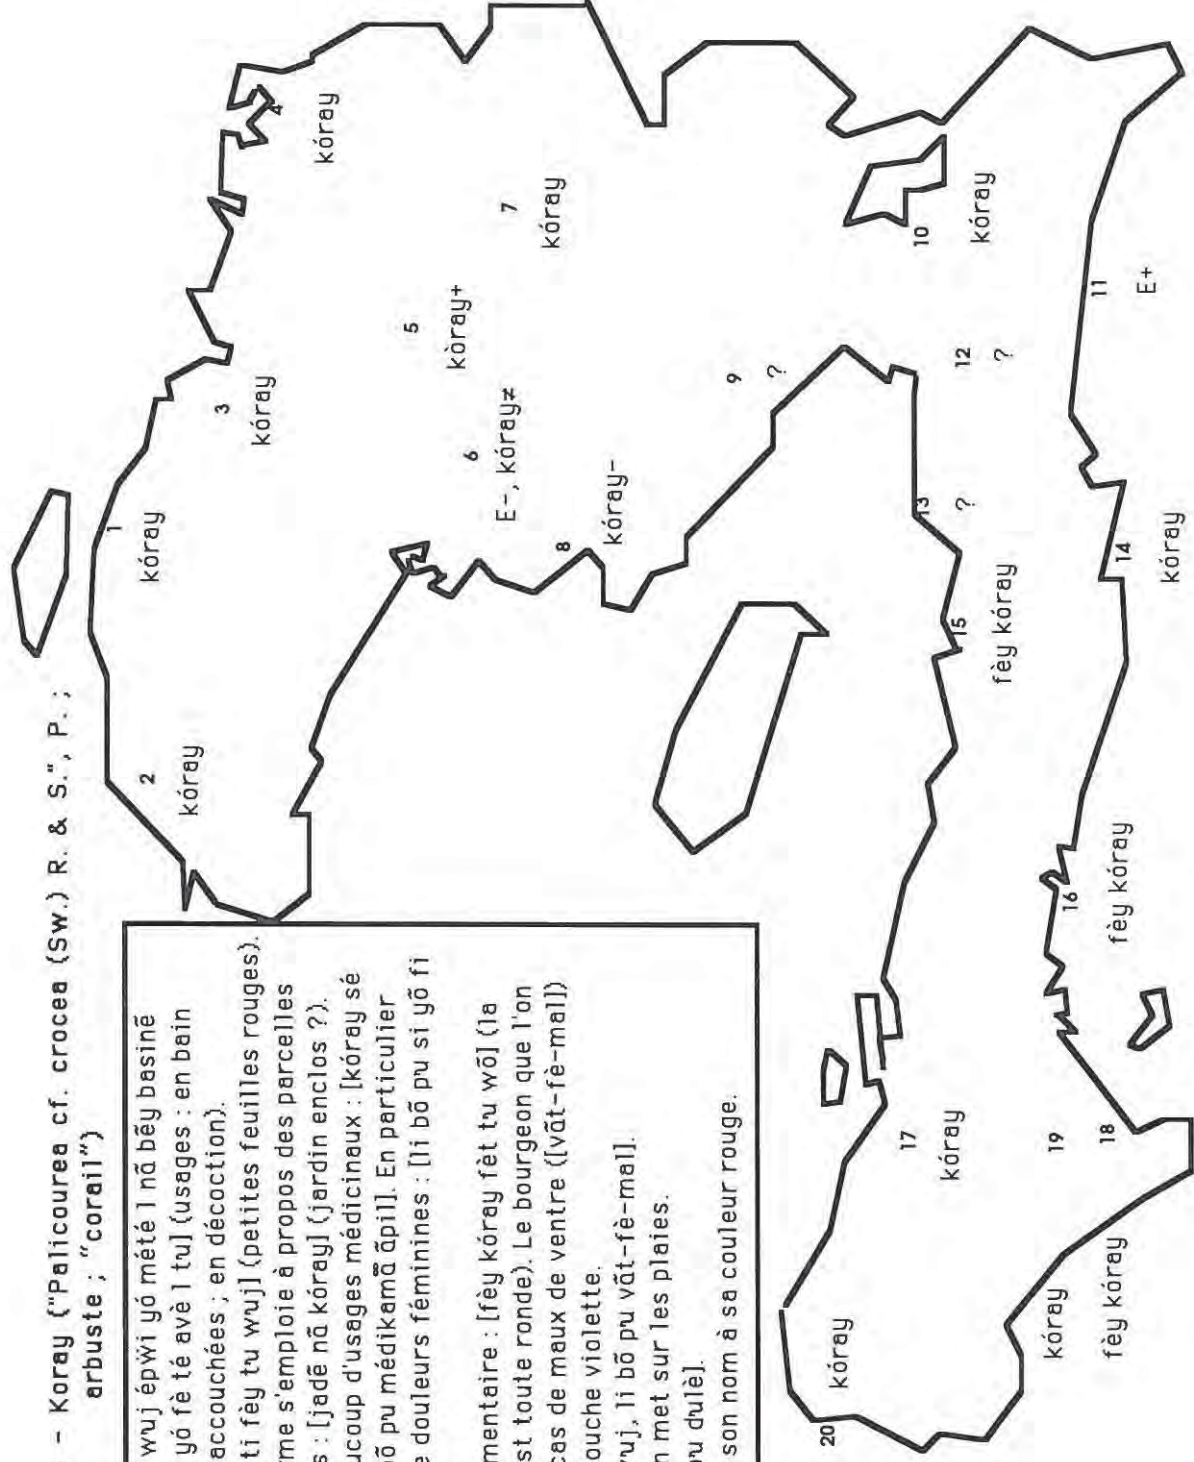 - Koray ("Palicourea cf. crocea (Sw.) R. & S.", P. ;
arbuste ; "corail")
wuj épẅi yó mété l nã bẽy basinẽ
yó fè té avè l tul (usages : en bain
accouchées ; en décoction).
ti fèy tu wuj] (petites feuilles rouges).
me s'emploie à propos des parcelles
s : [jadẽ nã kóray] (jardin enclos ?).
ucoup d'usages médicinaux : [kóray sé
õ pu médikamã ãpil]. En particulier
e douleurs féminines : [li bõ pu si yõ fi
mentaire : [fèy kóray fèt tu wõ] (la
st toute ronde). Le bourgeon que l'on
cas de maux de ventre ([vãt-fè-mal])
ouche violette.
uj, li bõ pu vãt-fè-mal].
n met sur les plaies.
u dulè].
son nom à sa couleur rouge.
1
kóray
2
kóray
3
kóray
4
kóray
5
kòray+
6
E-, kóray≠
7
kóray
8
kóray-
9
?
10
kóray
11
E+
12
?
13
?
14
kóray
15
fèy kóray
16
fèy kóray
17
kóray
18
fèy kóray
19
kóray
20
kóray